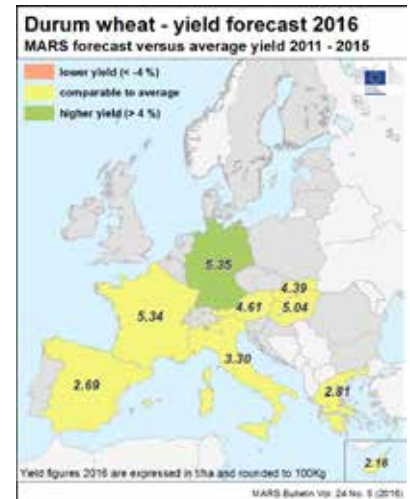 Durum wheat - yield forecast 2016
MARS forecast versus average yield 2011 - 2015
lower yield (< -4 %)
comparable to average
higher yield (> 4 %)
5.35
4.39
5.34
4.61
5.04
3.30
2.69
2.81
2.16
Yield figures 2016 are expressed in t/ha and rounded to 100Kg
MARS Bulletin Vol. 24 No. 5 (2016)